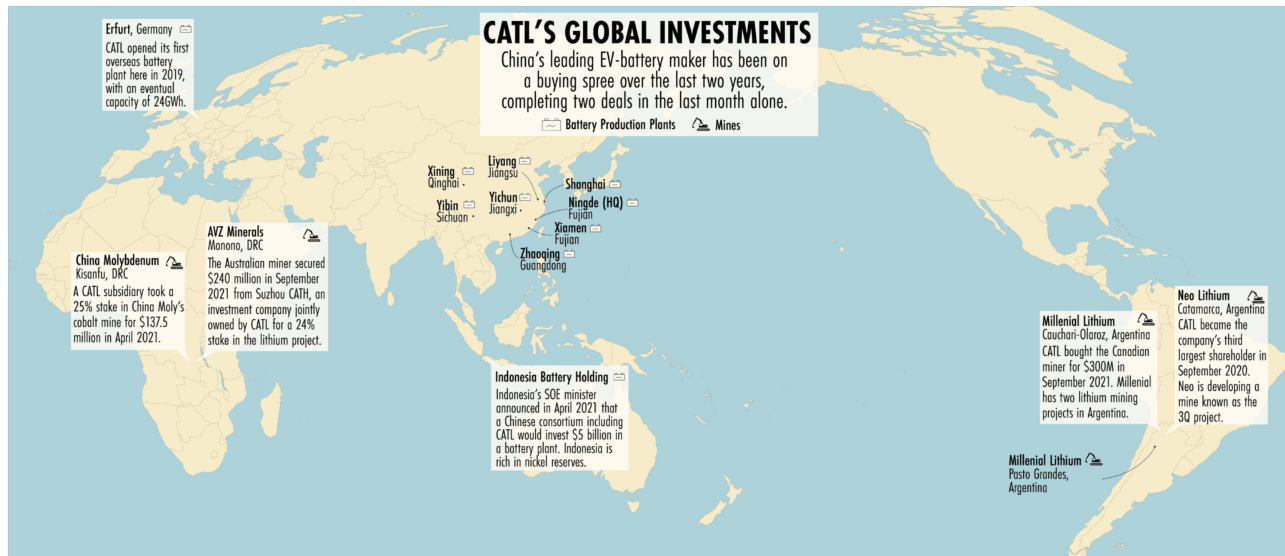 CATL'S GLOBAL INVESTMENTS
China's leading EV-battery maker has been on
a buying spree over the last two years,
completing two deals in the last month alone.
Battery Production Plants
Mines
Erfurt, Germany
CATL opened its first
overseas battery
plant here in 2019,
with an eventual
capacity of 24GWh.
Xining
Qinghai
Liyang
Jiangsu
Shanghai
Yibin
Sichuan
Yichun
Jiangxi
Ningde (HQ)
Fujian
Xiamen
Fujian
Zhaoqing
Guangdong
China Molybdenum
Kisanfu, DRC
A CATL subsidiary took a
25% stake in China Moly's
cobalt mine for $137.5
million in April 2021.
AVZ Minerals
Monono, DRC
The Australian miner secured
$240 million in September
2021 from Suzhou CATH, an
investment company jointly
owned by CATL for a 24%
stake in the lithium project.
Indonesia Battery Holding
Indonesia's SOE minister
announced in April 2021 that
a Chinese consortium including
CATL would invest $5 billion in
a battery plant. Indonesia is
rich in nickel reserves.
Millenial Lithium
Cauchari-Olaroz, Argentina
CATL bought the Canadian
miner for $300M in
September 2021. Millenial
has two lithium mining
projects in Argentina.
Neo Lithium
Catamarca, Argentina
CATL became the
company's third
largest shareholder in
September 2020.
Neo is developing a
mine known as the
3Q project.
Millenial Lithium
Pasto Grandes,
Argentina